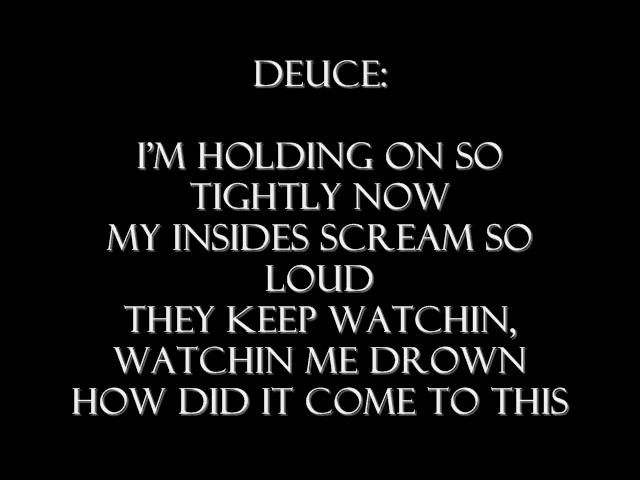 DEUCE:
I'M HOLDING ON SO
TIGHTLY NOW
MY INSIDES SCREAM SO
LOUD
THEY KEEP WATCHIN,
WATCHIN ME DROWN
HOW DID IT COME TO THIS